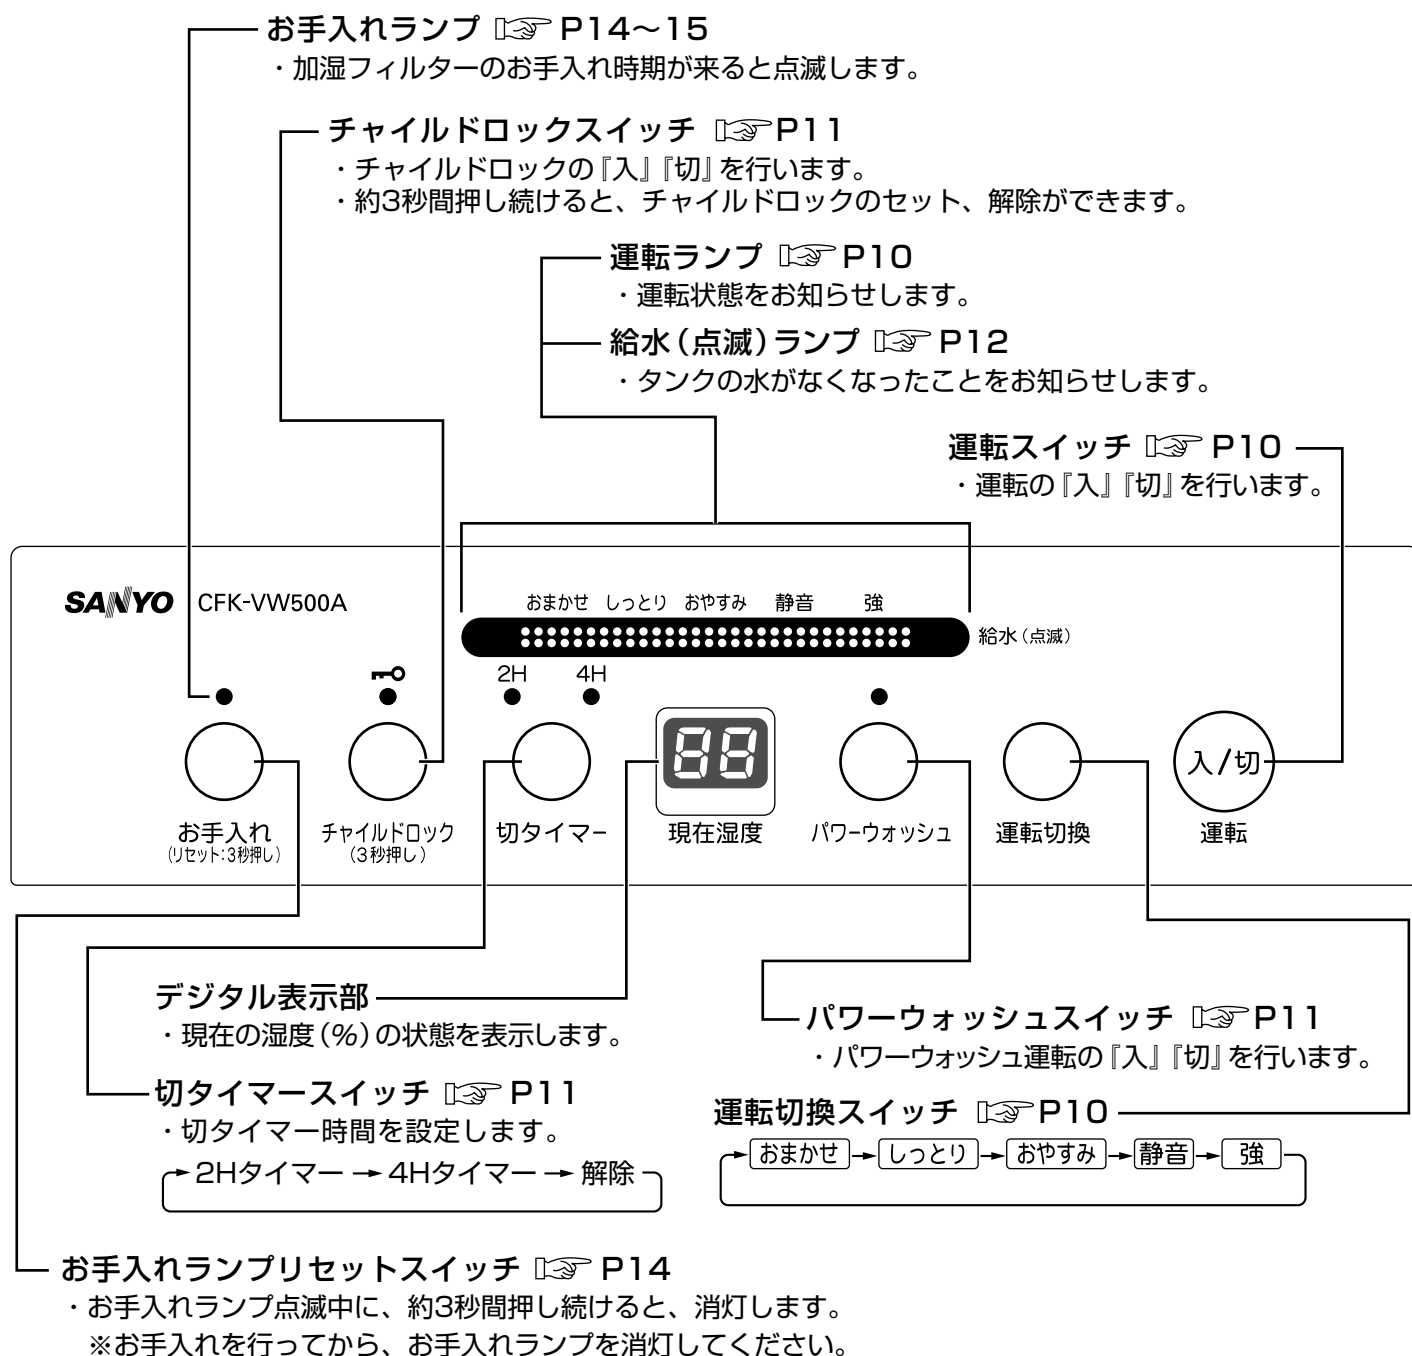 お手入れランプ ☞ P14〜15
・加湿フィルターのお手入れ時期が来ると点滅します。
チャイルドロックスイッチ ☞ P11
・チャイルドロックの『入』『切』を行います。
・約3秒間押し続けると、チャイルドロックのセット、解除ができます。
運転ランプ ☞ P10
・運転状態をお知らせします。
給水(点滅)ランプ ☞ P12
・タンクの水がなくなったことをお知らせします。
運転スイッチ ☞ P10
・運転の『入』『切』を行います。
SANYO CFK-VW500A
おまかせ しっとり おやすみ 静音 強
給水(点滅)
2H 4H
88
入/切
お手入れ チャイルドロック 切タイマー 現在湿度 パワーウォッシュ 運転切換 運転
(リセット:3秒押し) (3秒押し)
デジタル表示部
・現在の湿度(%)の状態を表示します。
切タイマースイッチ ☞ P11
・切タイマー時間を設定します。
2Hタイマー → 4Hタイマー → 解除
パワーウォッシュスイッチ ☞ P11
・パワーウォッシュ運転の『入』『切』を行います。
運転切換スイッチ ☞ P10
おまかせ → しっとり → おやすみ → 静音 → 強
お手入れランプリセットスイッチ ☞ P14
・お手入れランプ点滅中に、約3秒間押し続けると、消灯します。
※お手入れを行ってから、お手入れランプを消灯してください。